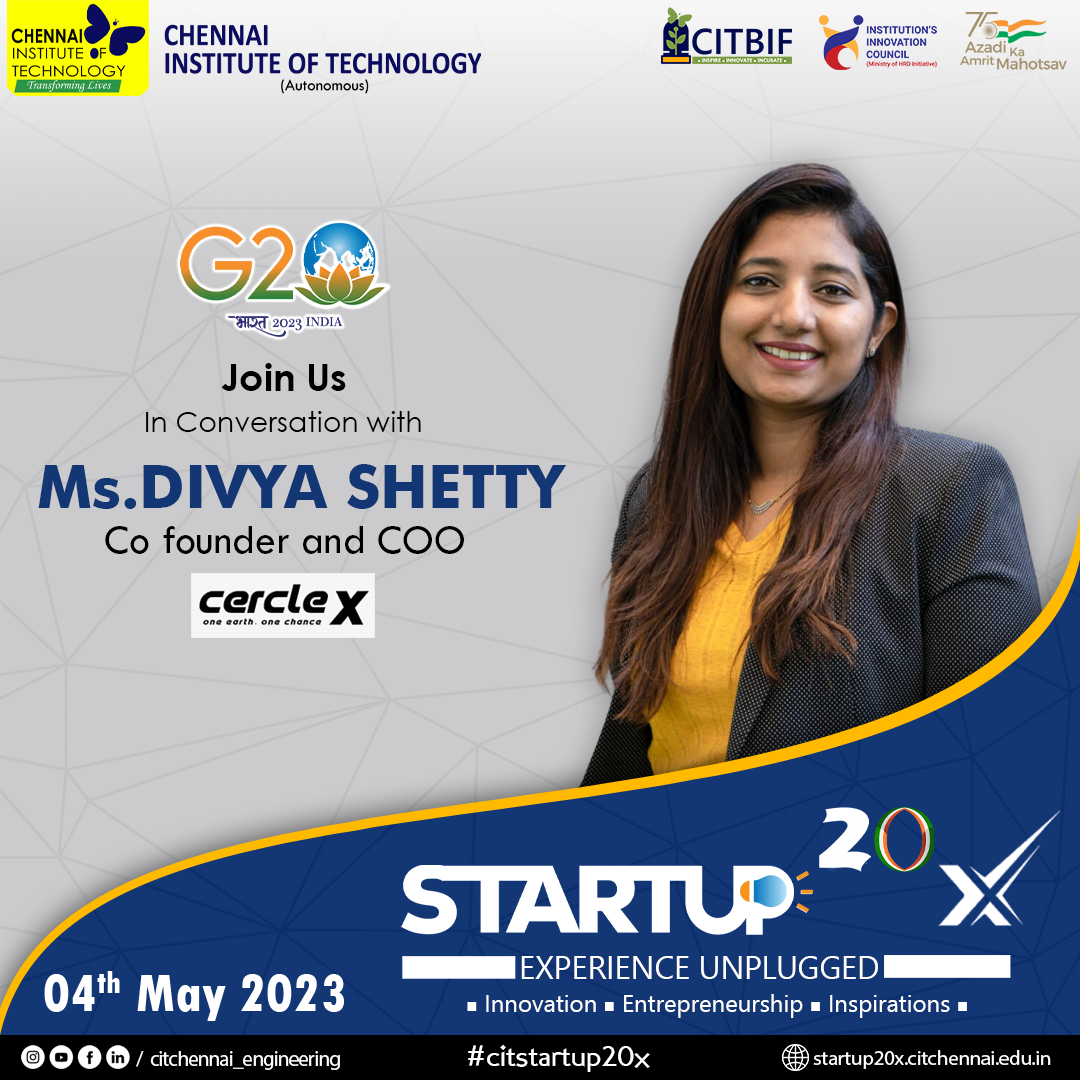 CHENNAI
INSTITUTE OF
TECHNOLOGY
Transforming Lives
CHENNAI
INSTITUTE OF TECHNOLOGY
(Autonomous)
CITBIF
• INSPIRE • INNOVATE • INCUBATE •
INSTITUTION'S
INNOVATION
COUNCIL
(Ministry of HRD Initiative)
75
Azadi Ka
Amrit Mahotsav
G20
भारत 2023 INDIA
Join Us
In Conversation with
Ms.DIVYA SHETTY
Co founder and COO
cercle X
one earth. one chance
STARTUP 20 X
EXPERIENCE UNPLUGGED
▪ Innovation ▪ Entrepreneurship ▪ Inspirations ▪
04th May 2023
/ citchennai_engineering
#citstartup20x
startup20x.citchennai.edu.in